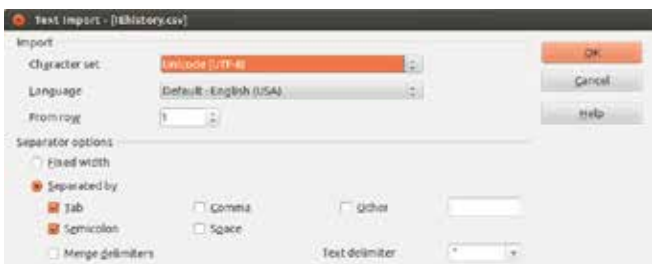 Text Import - [IEhistory.csv]
Import
Character set Unicode (UTF-8)
OK
Language Default - English (USA)
Cancel
From row 1
Help
Separator options
Fixed width
Separated by
Tab Comma Other
Semicolon Space
Merge delimiters Text delimiter "